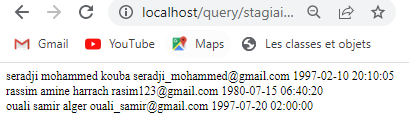 localhost/query/stagiai...
Gmail YouTube Maps Les classes et objets
seradji mohammed kouba seradji_mohammed@gmail.com 1997-02-10 20:10:05
rassim amine harrach rasim123@gmail.com 1980-07-15 06:40:20
ouali samir alger ouali_samir@gmail.com 1997-07-20 02:00:00